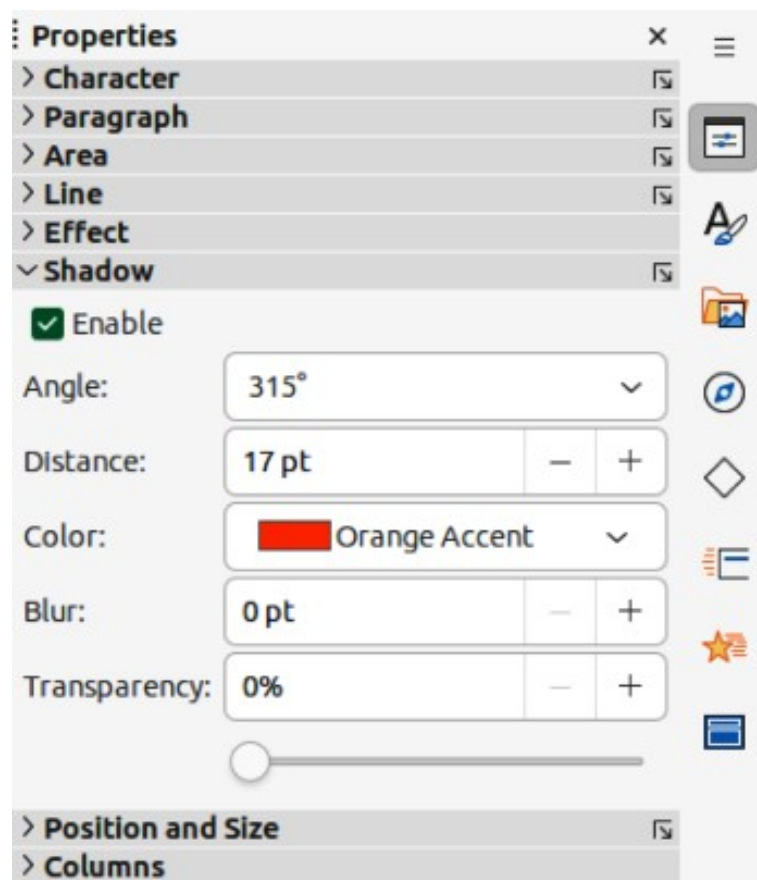 Properties
Character
Paragraph
Area
Line
Effect
Shadow
Enable
Angle: 315°
Distance: 17 pt
Color: Orange Accent
Blur: 0 pt
Transparency: 0%
Position and Size
Columns